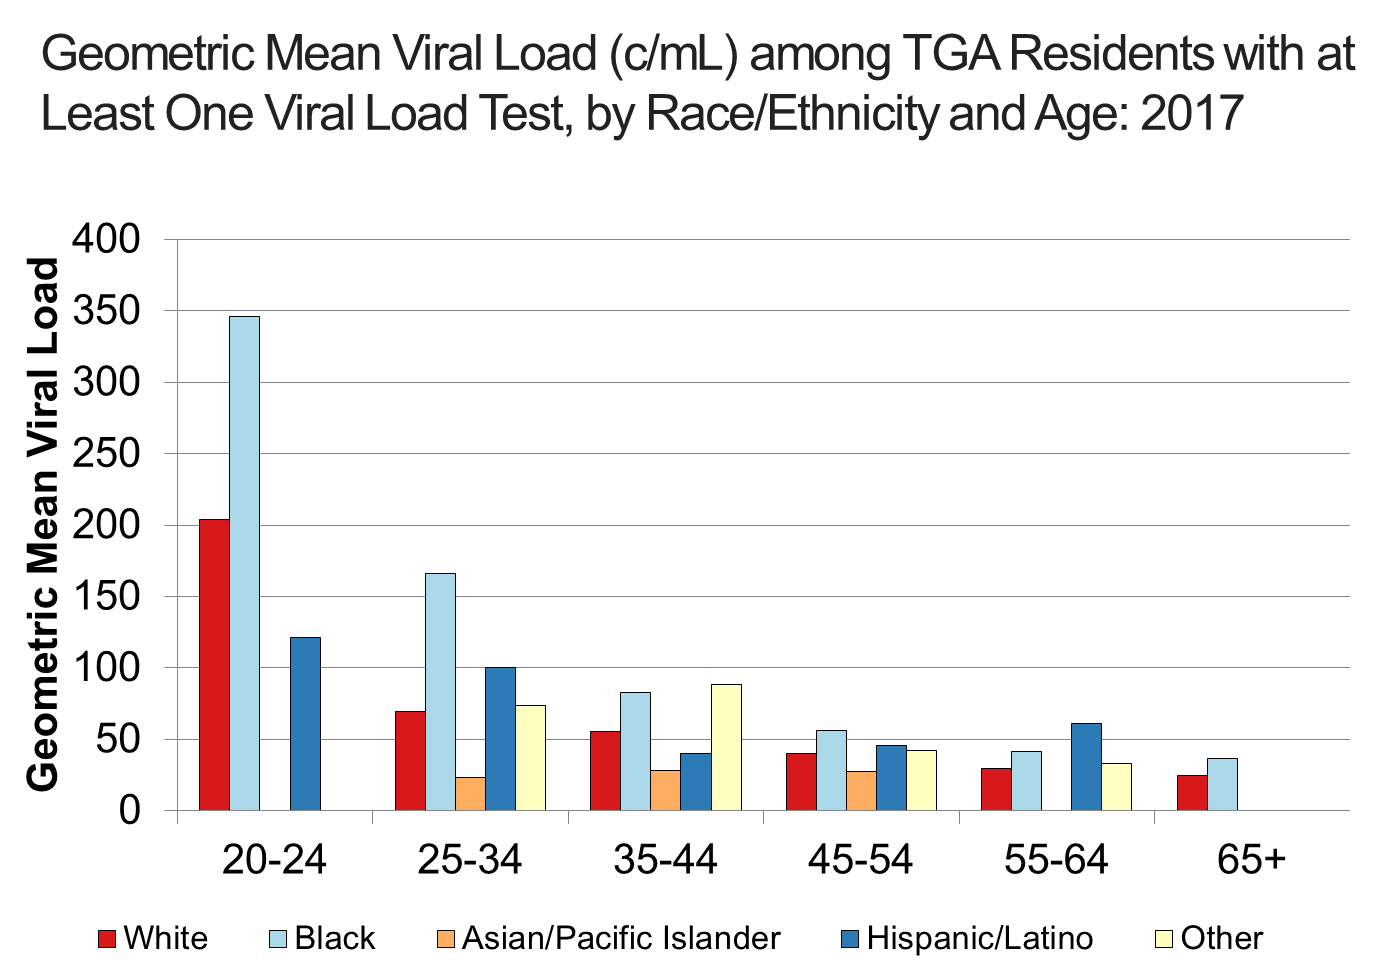 Geometric Mean Viral Load (c/mL) among TGA Residents with at
Least One Viral Load Test, by Race/Ethnicity and Age: 2017
Geometric Mean Viral Load
400
350
300
250
200
150
100
50
0
20-24 25-34 35-44 45-54 55-64 65+
White Black Asian/Pacific Islander Hispanic/Latino Other